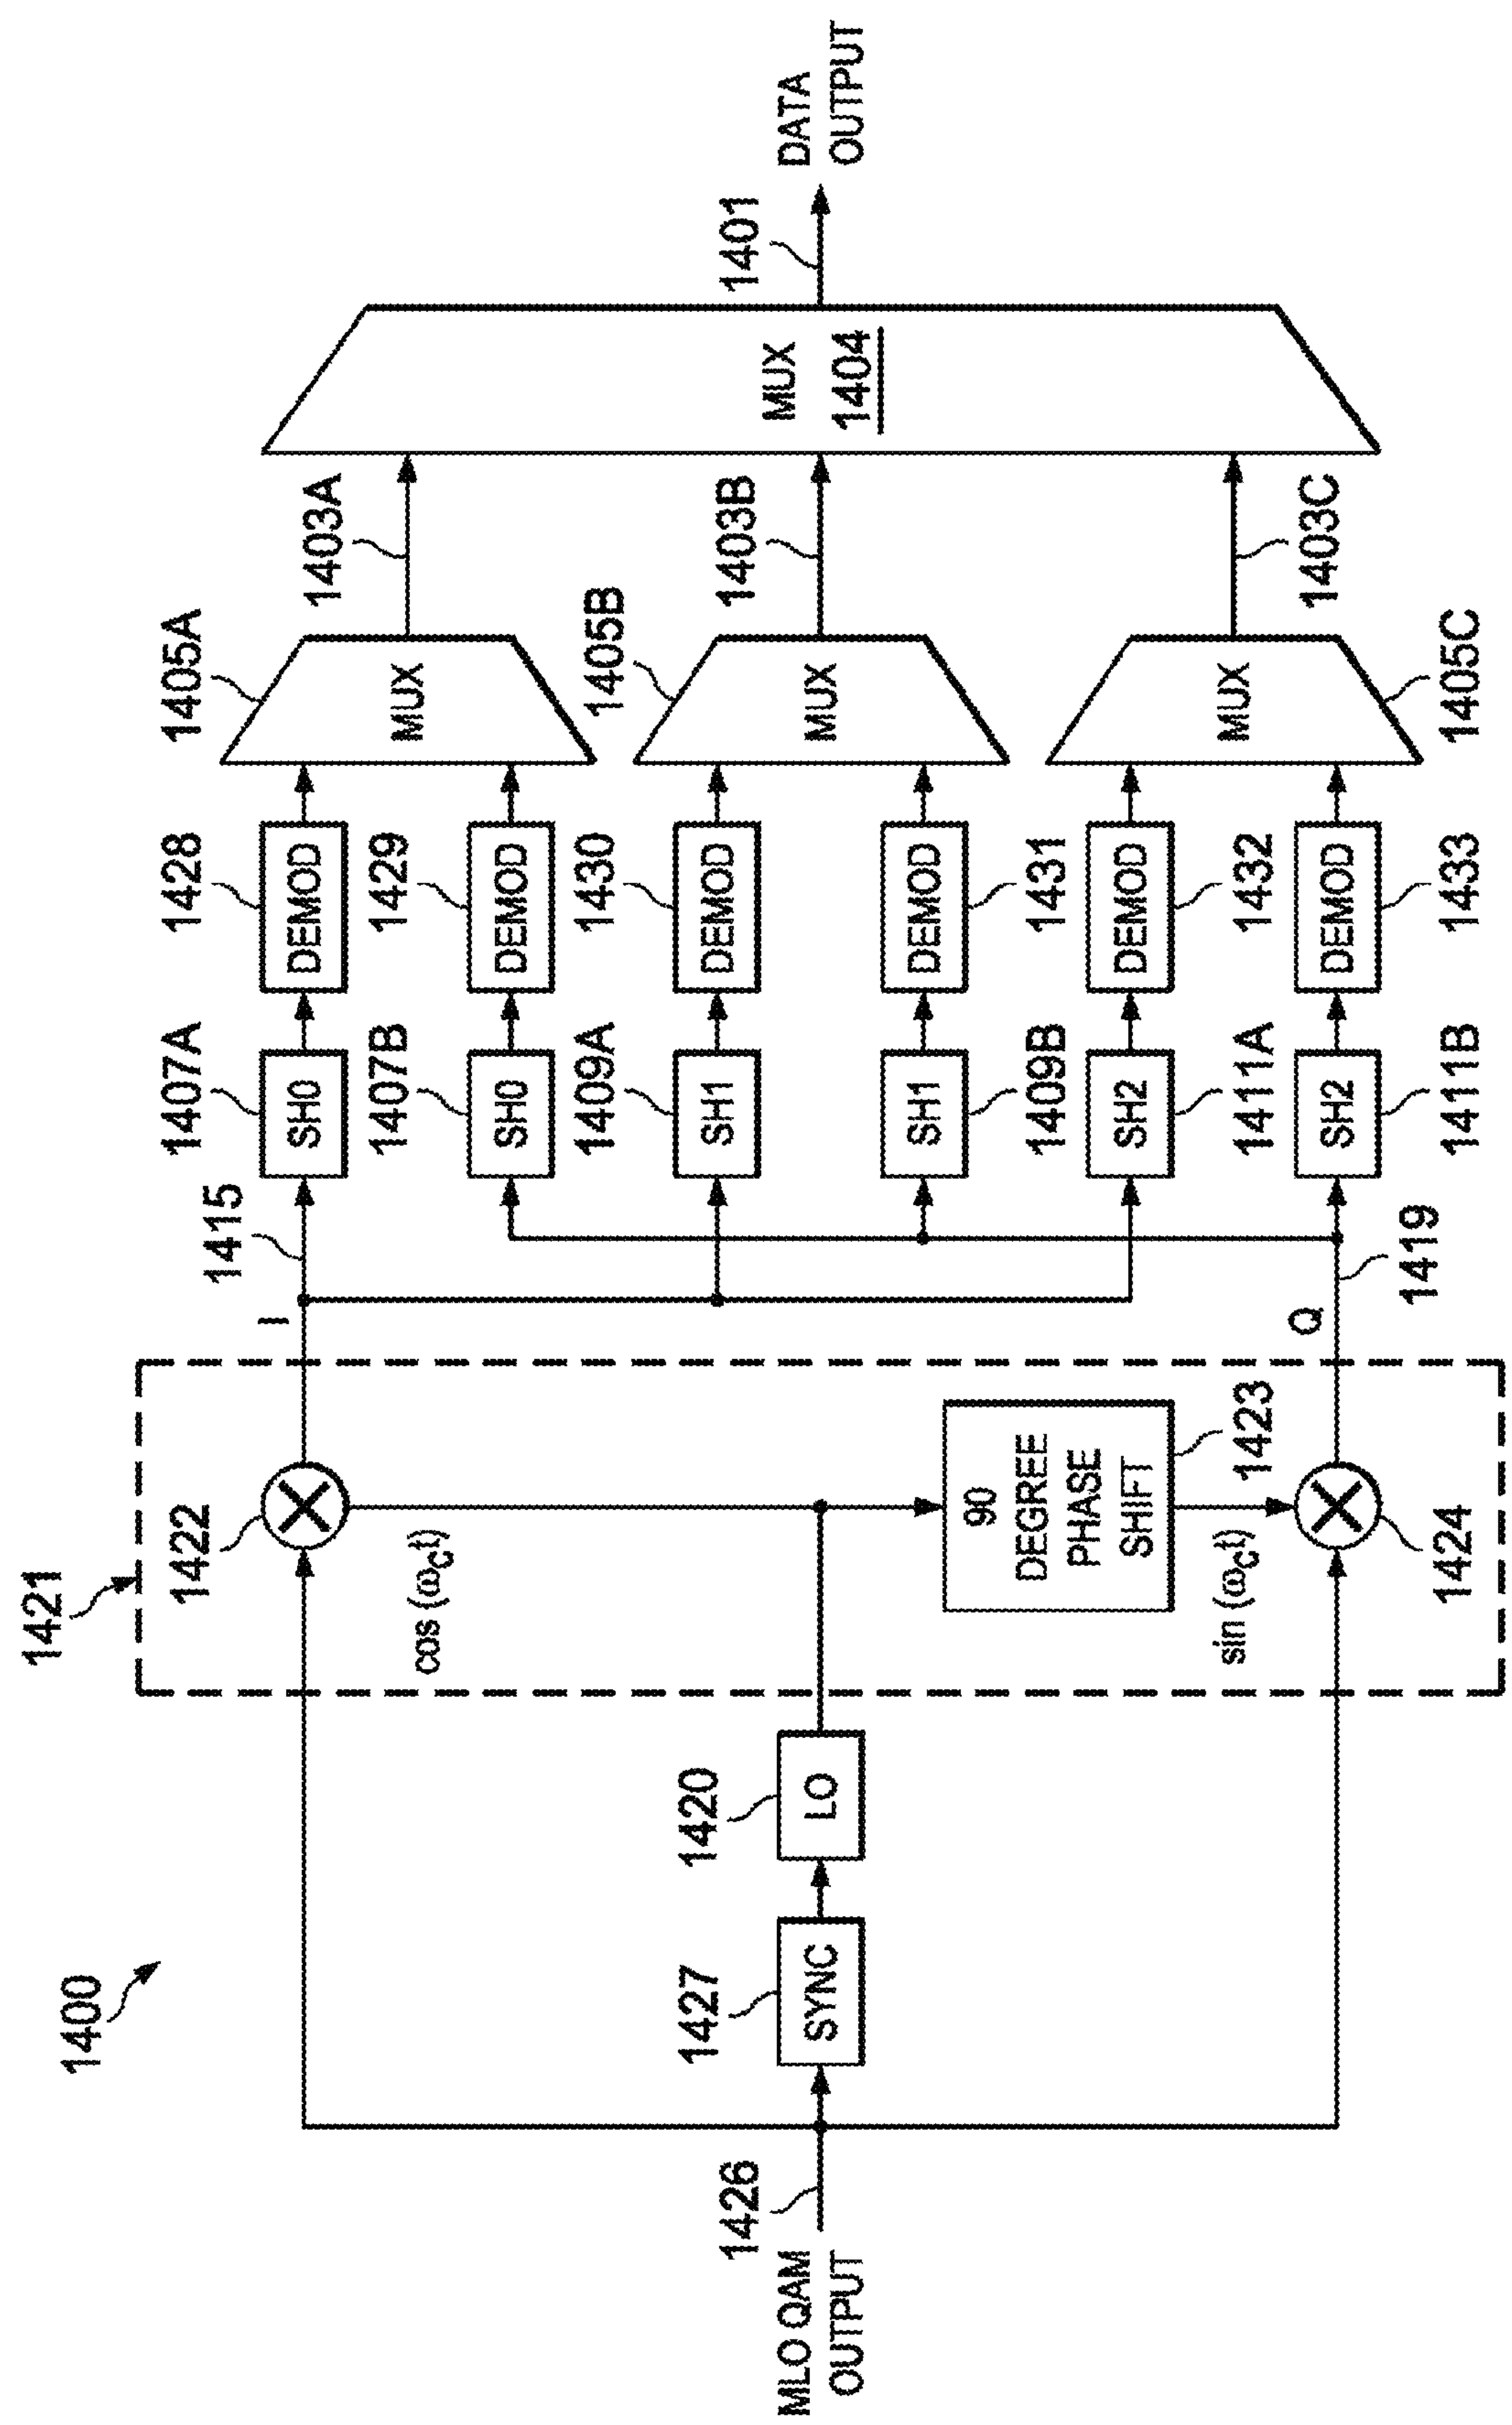 1400
MLO QAM
OUTPUT
1426
SYNC
1427
LO
1420
1421
1422
cos (ωct)
90
DEGREE
PHASE
SHIFT
1423
sin (ωct)
1424
I
1415
Q
1419
SH0
1407A
SH0
1407B
SH1
1409A
SH1
1409B
SH2
1411A
SH2
1411B
DEMOD
1428
DEMOD
1429
DEMOD
1430
DEMOD
1431
DEMOD
1432
DEMOD
1433
MUX
1405A
MUX
1405B
MUX
1405C
1403A
1403B
1403C
MUX
1404
1401
DATA
OUTPUT